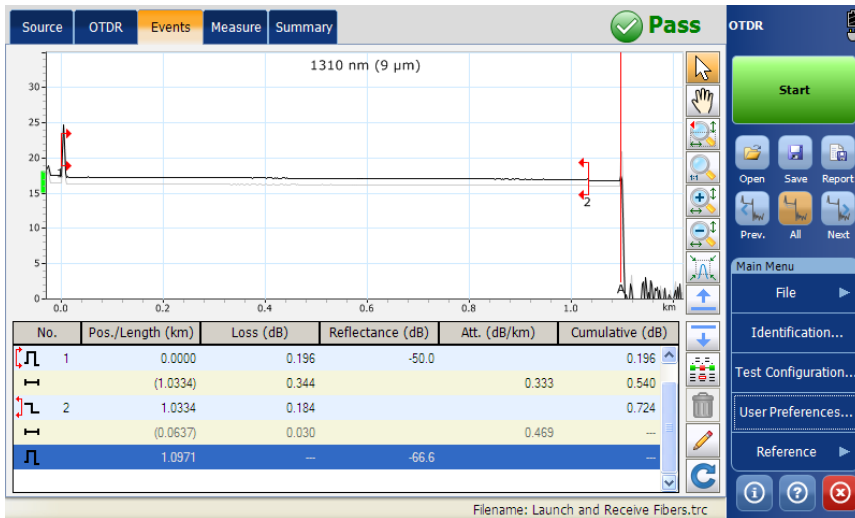 Source OTDR Events Measure Summary Pass OTDR
1310 nm (9 µm)
Start
30
25
20
15
10
5
0
1
2
A
0.0 0.2 0.4 0.6 0.8 1.0 km
1:1
Open Save Report
Prev. All Next
Main Menu
File
Identification...
Test Configuration...
User Preferences...
Reference
No. Pos./Length (km) Loss (dB) Reflectance (dB) Att. (dB/km) Cumulative (dB)
1 0.0000 0.196 -50.0 0.196
(1.0334) 0.344 0.333 0.540
2 1.0334 0.184 0.724
(0.0637) 0.030 0.469 ---
1.0971 --- -66.6 ---
Filename: Launch and Receive Fibers.trc